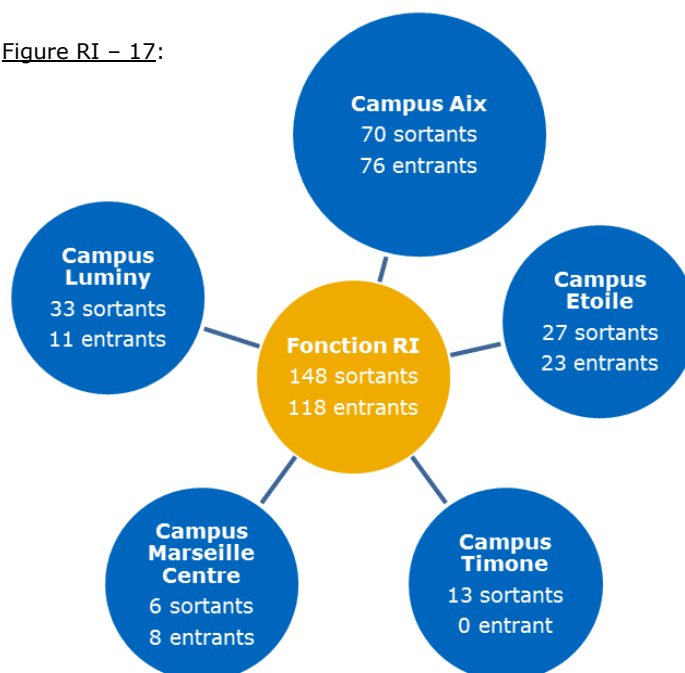 Figure RI – 17:
Campus Aix
70 sortants
76 entrants
Campus
Luminy
33 sortants
11 entrants
Campus
Etoile
27 sortants
23 entrants
Fonction RI
148 sortants
118 entrants
Campus
Marseille
Centre
6 sortants
8 entrants
Campus
Timone
13 sortants
0 entrant